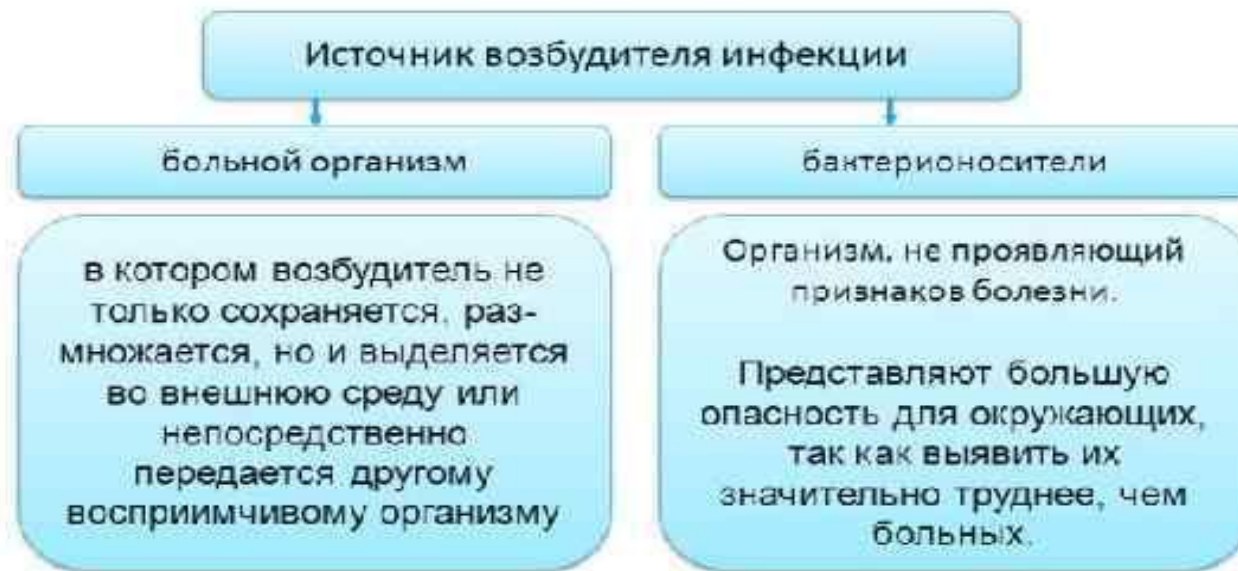 Источник возбудителя инфекции
больной организм
бактерионосители
в котором возбудитель не
только сохраняется, раз-
множается, но и выделяется
во внешнюю среду или
непосредственно
передается другому
восприимчивому организму
Организм, не проявляющий
признаков болезни.
Представляют большую
опасность для окружающих,
так как выявить их
значительно труднее, чем
больных.